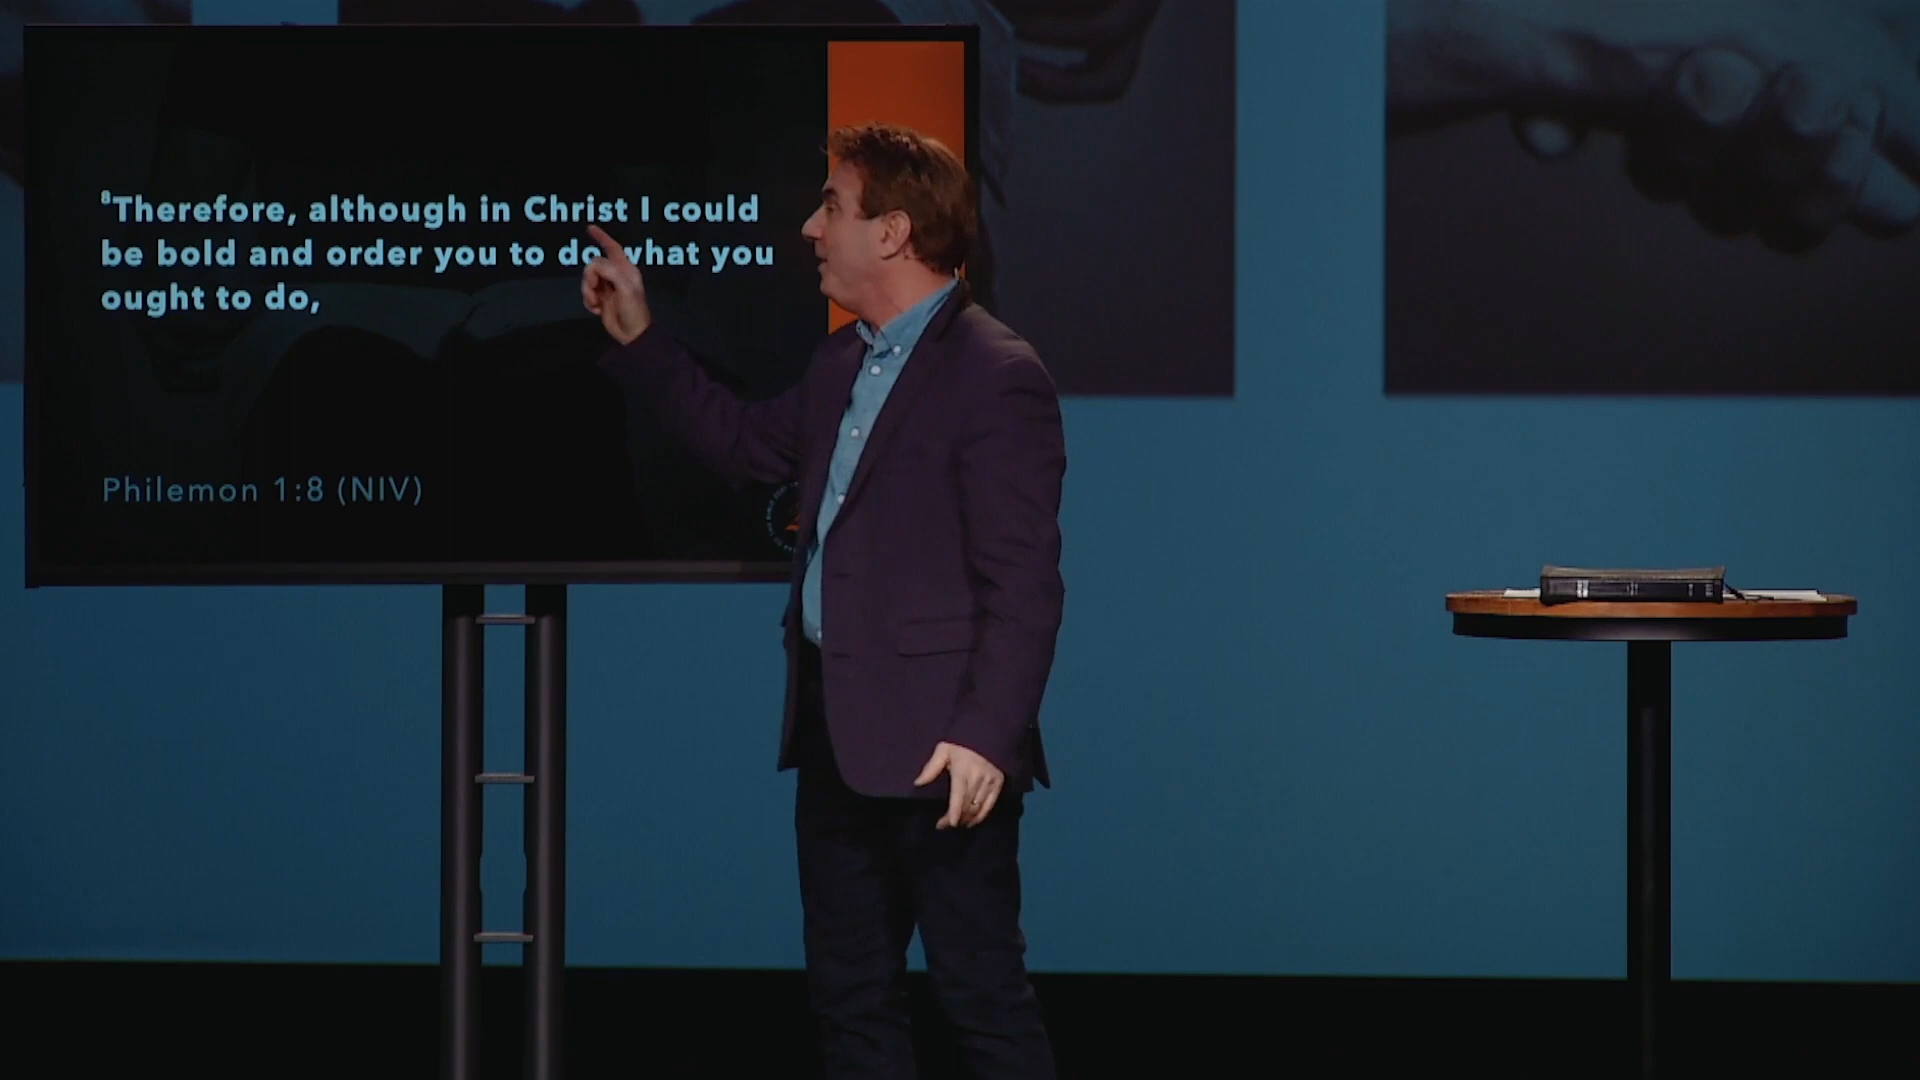 ⁸Therefore, although in Christ I could
be bold and order you to do what you
ought to do,
Philemon 1:8 (NIV)